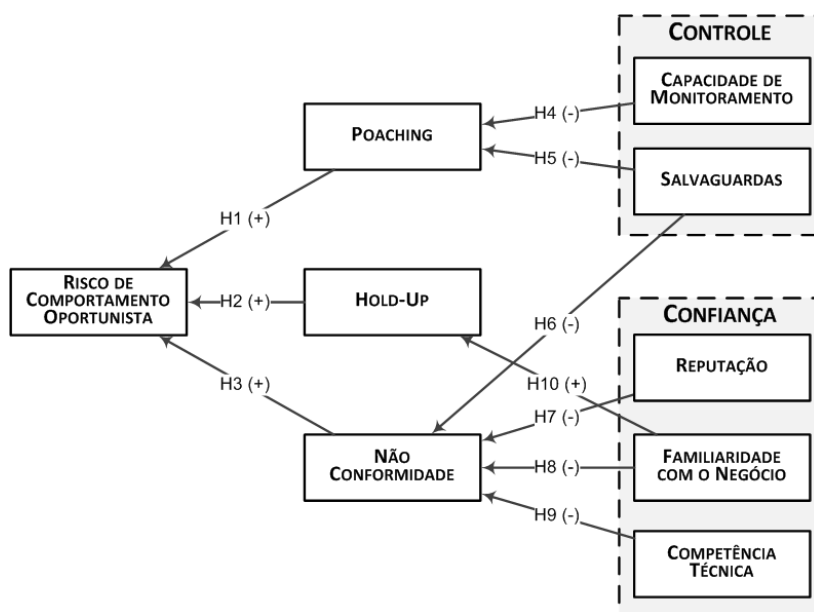 CONTROLE
CAPACIDADE DE
MONITORAMENTO
H4 (-)
POACHING
H5 (-)
SALVAGUARDAS
H1 (+)
RISCO DE
COMPORTAMENTO
OPORTUNISTA
H2 (+)
HOLD-UP
H6 (-)
CONFIANÇA
REPUTAÇÃO
H3 (+)
H10 (+)
H7 (-)
NÃO
CONFORMIDADE
H8 (-)
FAMILIARIDADE
COM O NEGÓCIO
H9 (-)
COMPETÊNCIA
TÉCNICA